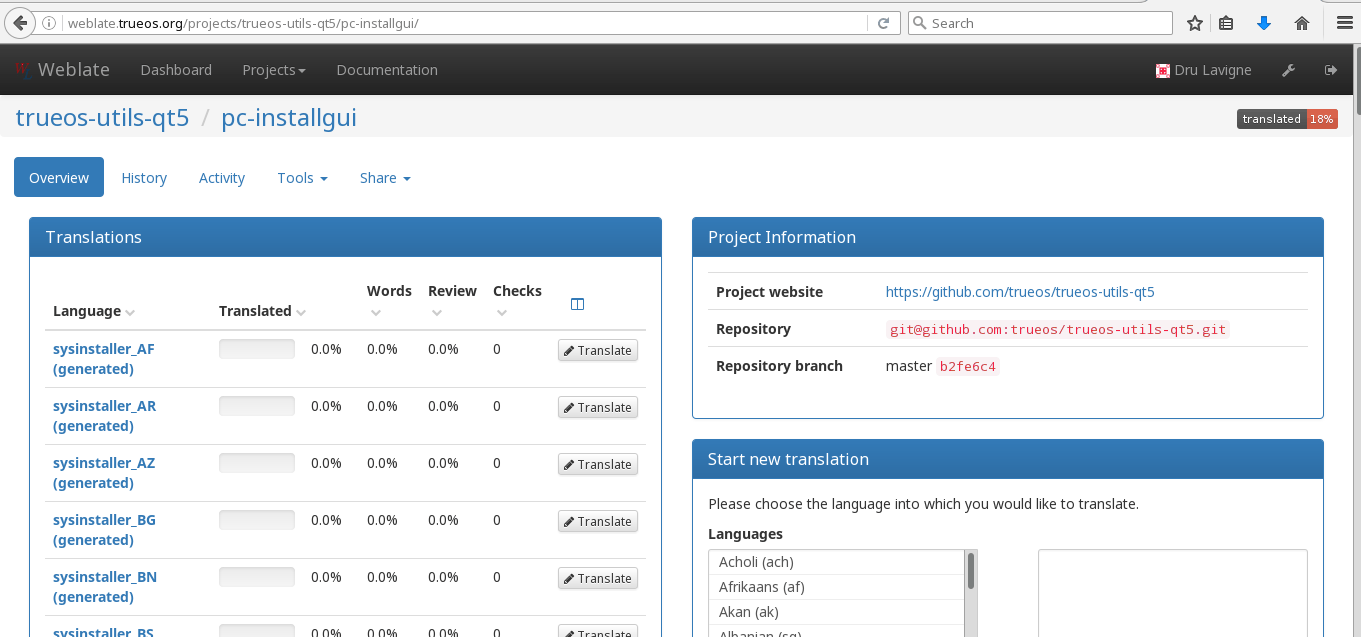 weblate.trueos.org/projects/trueos-utils-qt5/pc-installgui/
Search
Weblate Dashboard Projects Documentation Dru Lavigne
trueos-utils-qt5 / pc-installgui
translated 18%
Overview History Activity Tools Share
Translations
Language Translated Words Review Checks
sysinstaller_AF (generated) 0.0% 0.0% 0.0% 0 Translate
sysinstaller_AR (generated) 0.0% 0.0% 0.0% 0 Translate
sysinstaller_AZ (generated) 0.0% 0.0% 0.0% 0 Translate
sysinstaller_BG (generated) 0.0% 0.0% 0.0% 0 Translate
sysinstaller_BN (generated) 0.0% 0.0% 0.0% 0 Translate
sysinstaller_BS 0.0% 0.0% 0.0% 0 Translate
Project Information
Project website https://github.com/trueos/trueos-utils-qt5
Repository git@github.com:trueos/trueos-utils-qt5.git
Repository branch master b2fe6c4
Start new translation
Please choose the language into which you would like to translate.
Languages
Acholi (ach)
Afrikaans (af)
Akan (ak)
Albanian (sq)